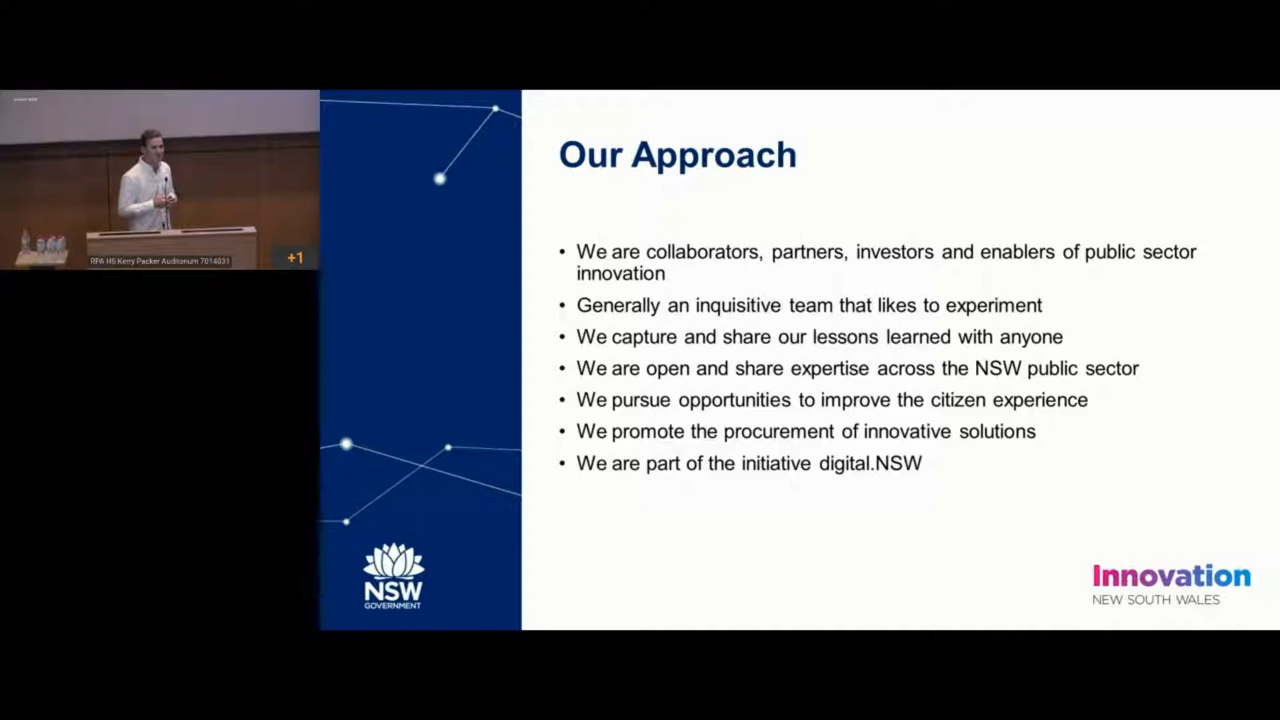 RPA HS Kerry Packer Auditorium 7014031
+1
Our Approach
• We are collaborators, partners, investors and enablers of public sector
innovation
• Generally an inquisitive team that likes to experiment
• We capture and share our lessons learned with anyone
• We are open and share expertise across the NSW public sector
• We pursue opportunities to improve the citizen experience
• We promote the procurement of innovative solutions
• We are part of the initiative digital.NSW
NSW
GOVERNMENT
Innovation
NEW SOUTH WALES